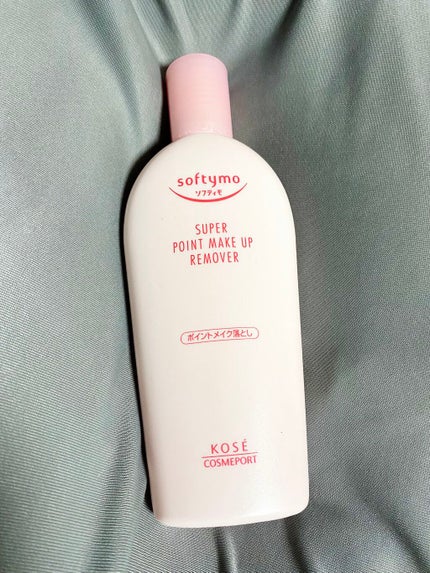 softymo
ソフティモ
SUPER
POINT MAKE UP
REMOVER
ポイントメイク落とし
KOSÉ
COSMEPORT